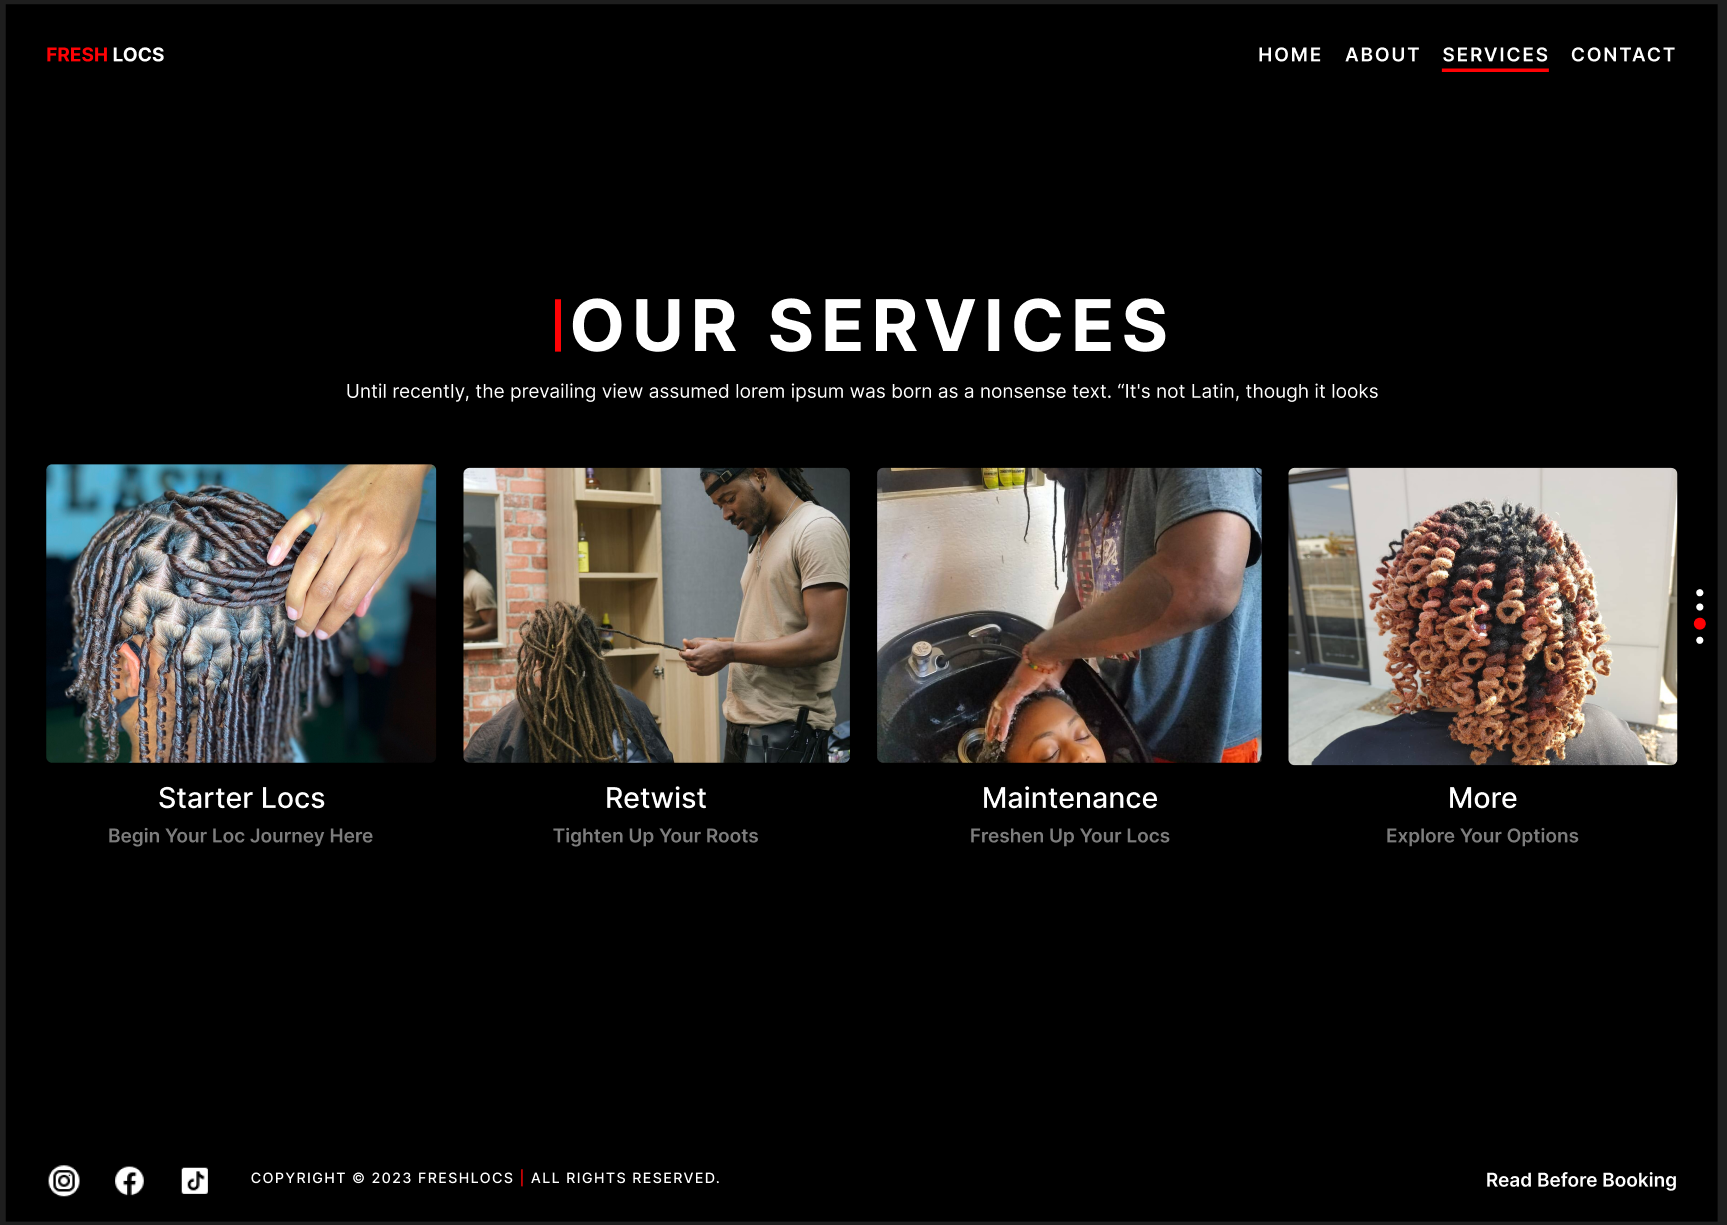 FRESH LOCS
HOME ABOUT SERVICES CONTACT
OUR SERVICES
Until recently, the prevailing view assumed lorem ipsum was born as a nonsense text. “It's not Latin, though it looks
Starter Locs
Begin Your Loc Journey Here
Retwist
Tighten Up Your Roots
Maintenance
Freshen Up Your Locs
More
Explore Your Options
COPYRIGHT © 2023 FRESHLOCS | ALL RIGHTS RESERVED.
Read Before Booking